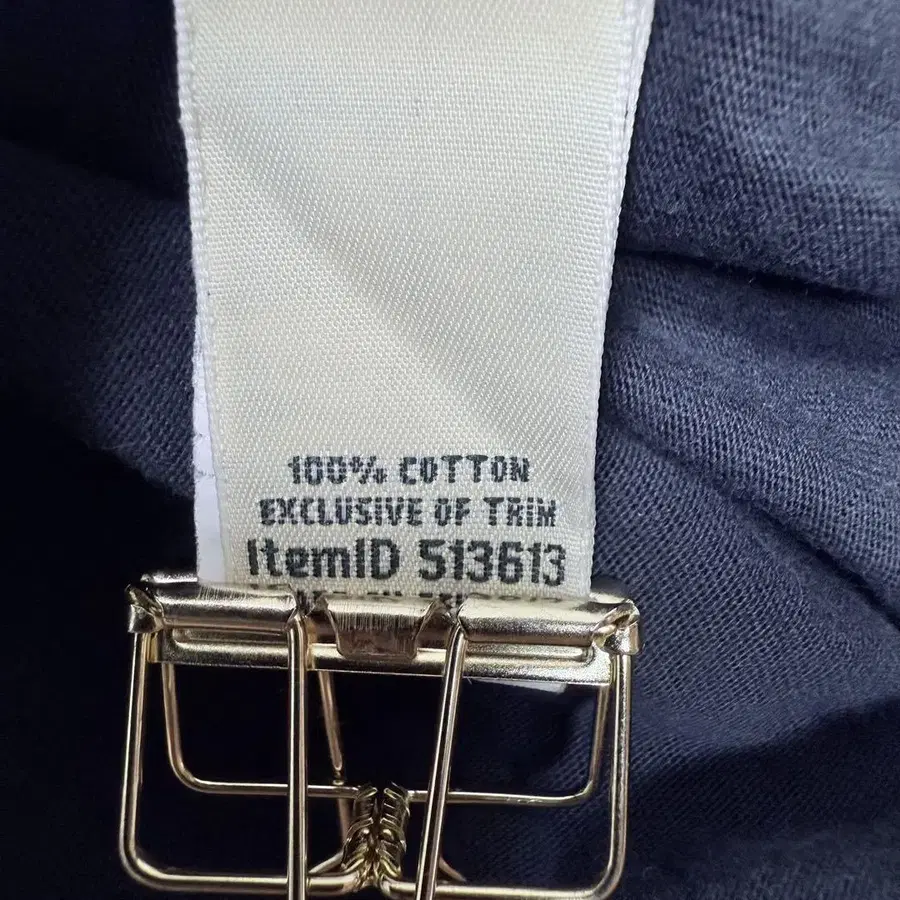 100% COTTON
EXCLUSIVE OF TRIM
ItemID 513613